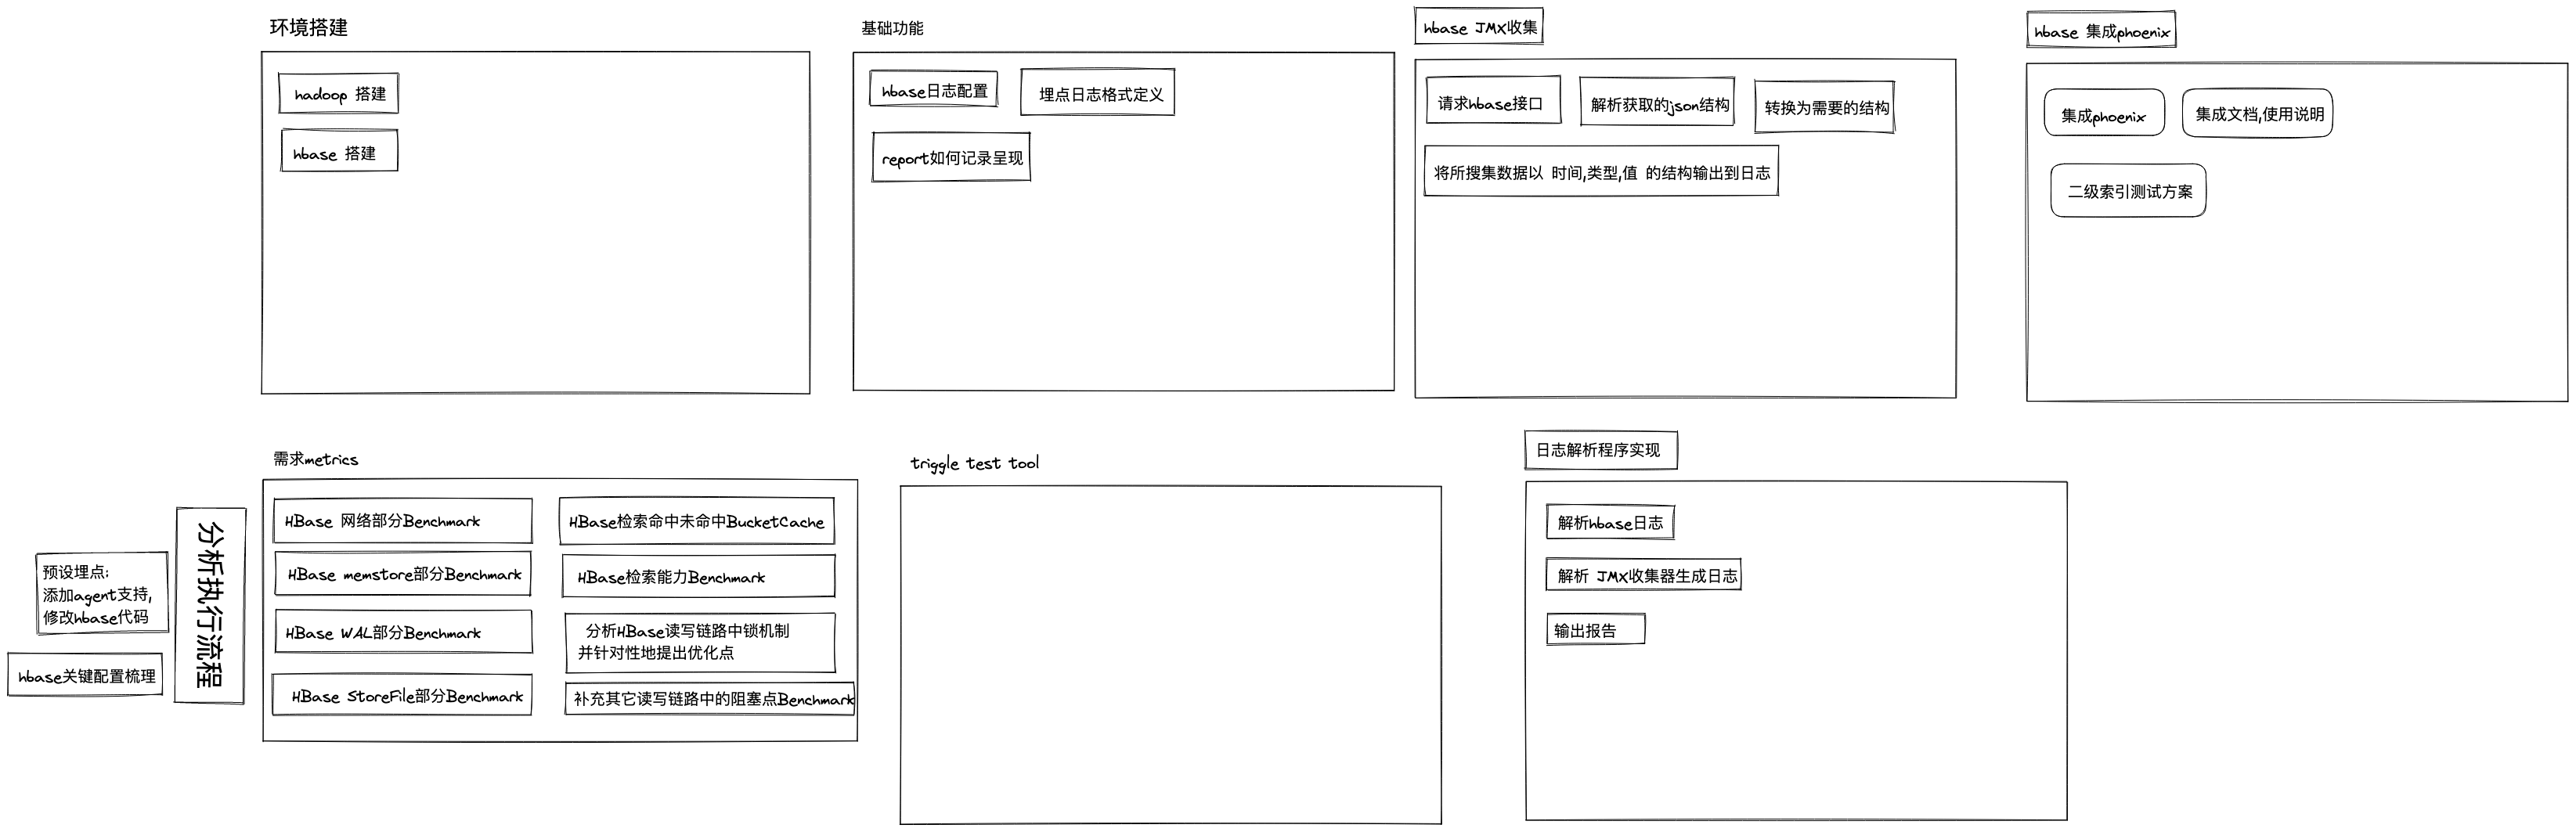 环境搭建
hadoop 搭建
hbase 搭建
基础功能
hbase日志配置
埋点日志格式定义
report如何记录呈现
hbase JMX收集
请求hbase接口
解析获取的json结构
转换为需要的结构
将所搜集数据以 时间,类型,值 的结构输出到日志
hbase 集成phoenix
集成phoenix
集成文档,使用说明
二级索引测试方案
预设埋点:
添加agent支持,
修改hbase代码
hbase关键配置梳理
分析执行流程
需求metrics
HBase 网络部分Benchmark
HBase检索命中未命中BucketCache
HBase memstore部分Benchmark
HBase检索能力Benchmark
HBase WAL部分Benchmark
分析HBase读写链路中锁机制
并针对性地提出优化点
HBase StoreFile部分Benchmark
补充其它读写链路中的阻塞点Benchmark
triggle test tool
日志解析程序实现
解析hbase日志
解析 JMX收集器生成日志
输出报告